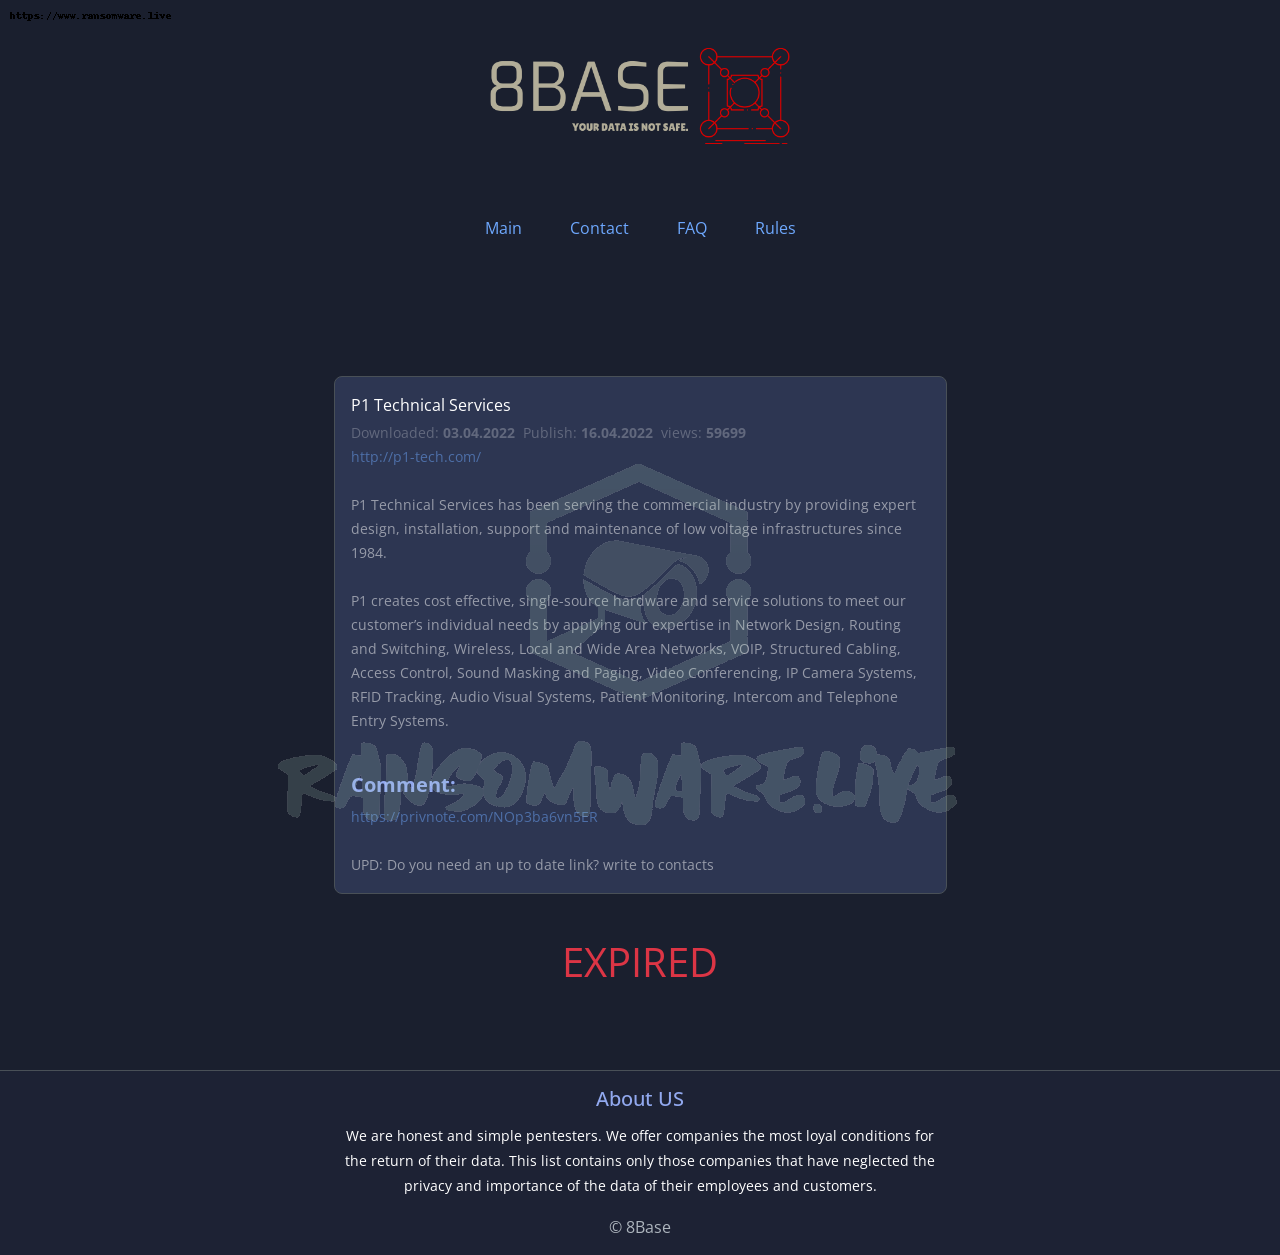 https://www.ransomware.live
8BASE
YOUR DATA IS NOT SAFE.
Main Contact FAQ Rules
P1 Technical Services
Downloaded: 03.04.2022 Publish: 16.04.2022 views: 59699
http://p1-tech.com/
P1 Technical Services has been serving the commercial industry by providing expert
design, installation, support and maintenance of low voltage infrastructures since
1984.
P1 creates cost effective, single-source hardware and service solutions to meet our
customer’s individual needs by applying our expertise in Network Design, Routing
and Switching, Wireless, Local and Wide Area Networks, VOIP, Structured Cabling,
Access Control, Sound Masking and Paging, Video Conferencing, IP Camera Systems,
RFID Tracking, Audio Visual Systems, Patient Monitoring, Intercom and Telephone
Entry Systems.
RANSOMWARE.LIVE
Comment:
https://privnote.com/NOp3ba6vn5ER
UPD: Do you need an up to date link? write to contacts
EXPIRED
About US
We are honest and simple pentesters. We offer companies the most loyal conditions for
the return of their data. This list contains only those companies that have neglected the
privacy and importance of the data of their employees and customers.
© 8Base